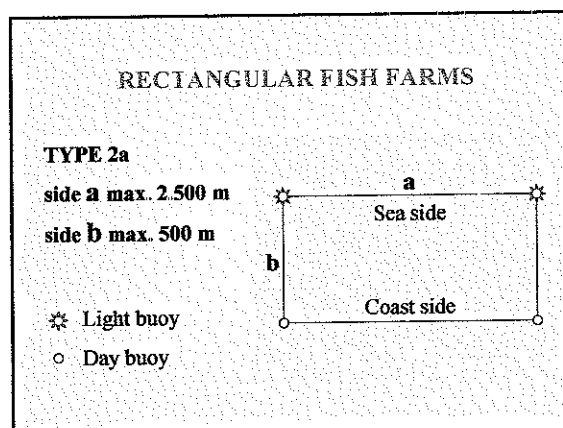 RECTANGULAR FISH FARMS
TYPE 2a
side a max. 2.500 m
side b max. 500 m
a
Sea side
b
Coast side
Light buoy
Day buoy